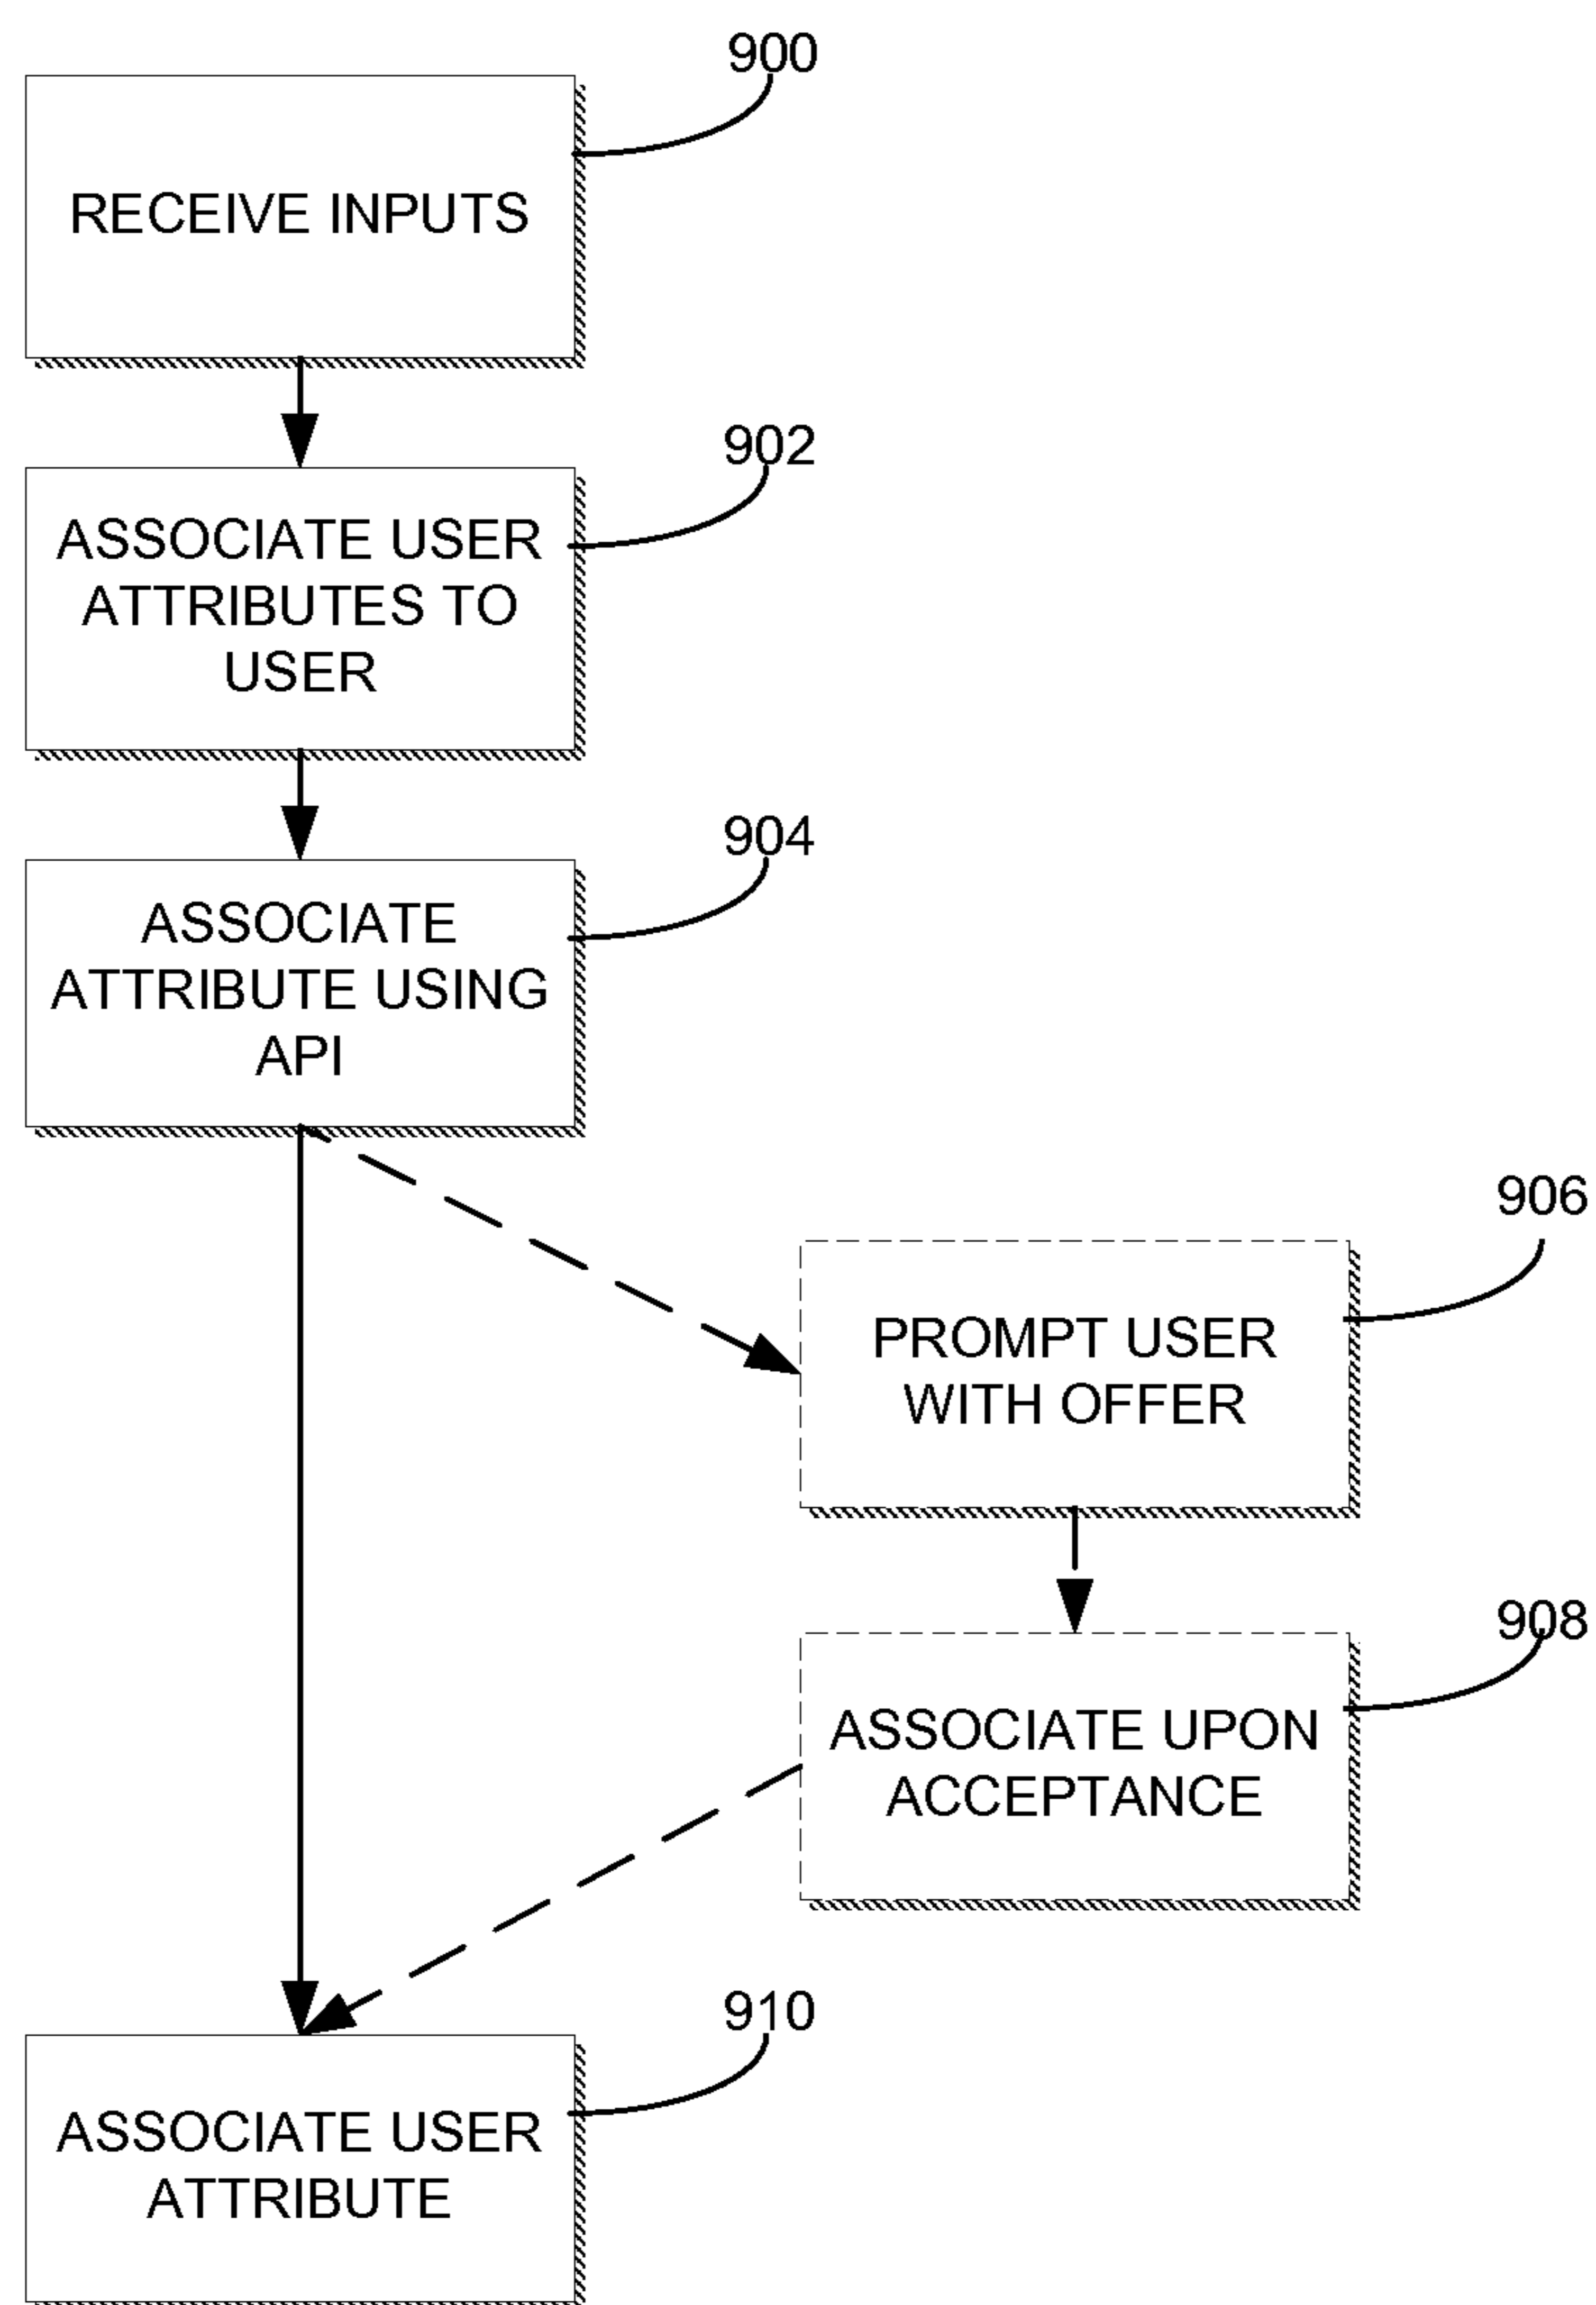 900
RECEIVE INPUTS
902
ASSOCIATE USER
ATTRIBUTES TO
USER
904
ASSOCIATE
ATTRIBUTE USING
API
906
PROMPT USER
WITH OFFER
908
ASSOCIATE UPON
ACCEPTANCE
910
ASSOCIATE USER
ATTRIBUTE